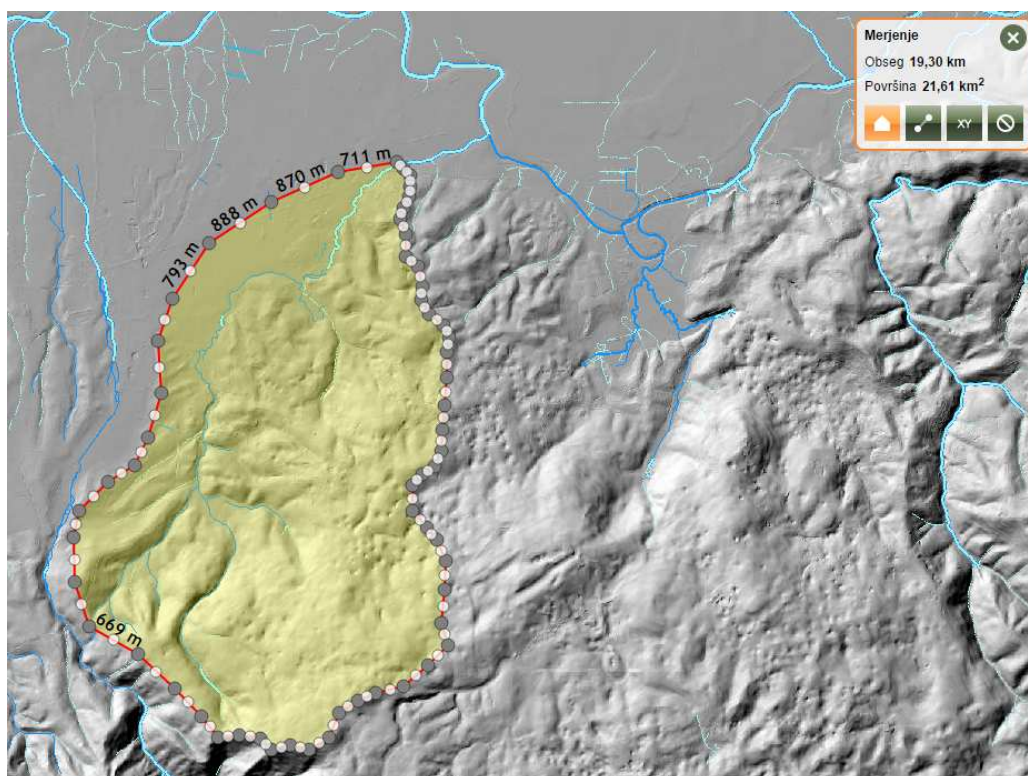 Merjenje
Obseg 19,30 km
Površina 21,61 km²
XY
711 m
870 m
888 m
793 m
669 m